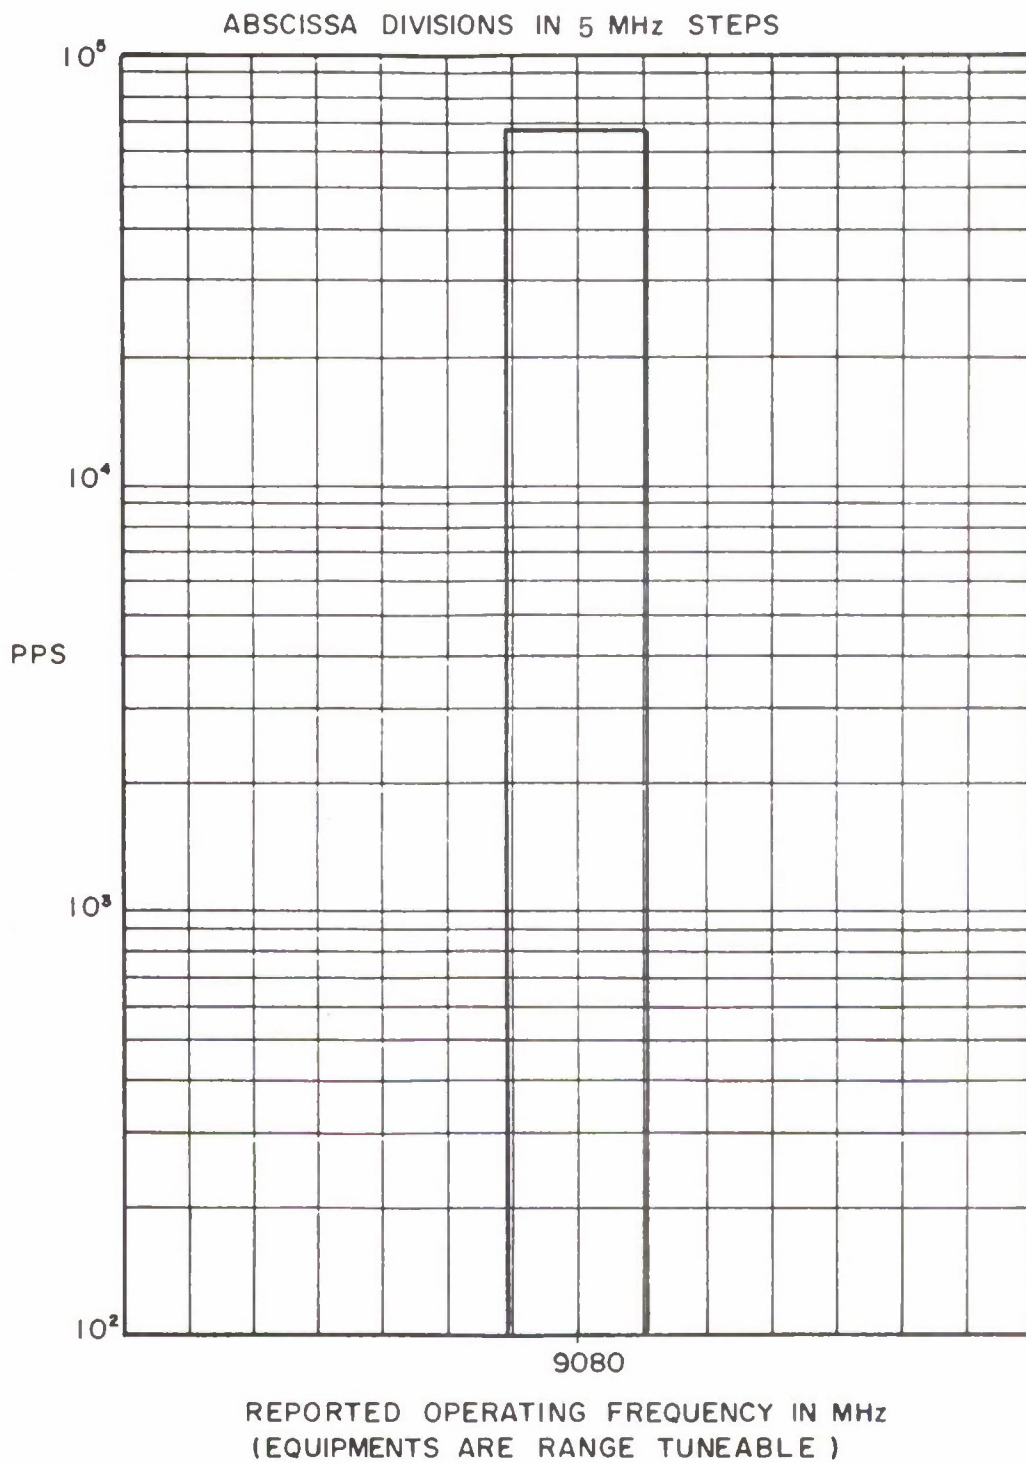 ABSCISSA DIVISIONS IN 5 MHz STEPS
10⁵
10⁴
PPS
10³
10²
9080
REPORTED OPERATING FREQUENCY IN MHz
(EQUIPMENTS ARE RANGE TUNEABLE )